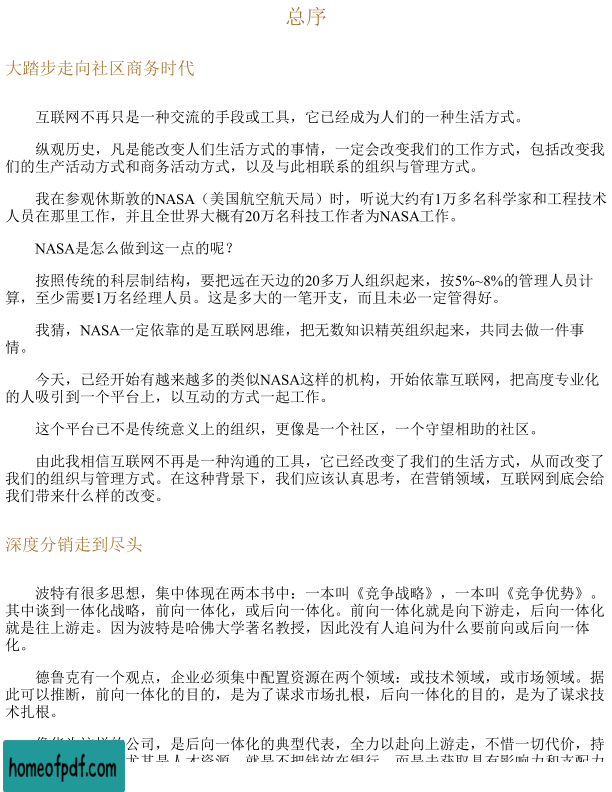 总序
大踏步走向社区商务时代
互联网不再只是一种交流的手段或工具，它已经成为人们的一种生活方式。
纵观历史，凡是能改变人们生活方式的事情，一定会改变我们的工作方式，包括改变我
们的生产活动方式和商务活动方式，以及与此相联系的组织与管理方式。
我在参观休斯敦的NASA（美国航空航天局）时，听说大约有1万多名科学家和工程技术
人员在那里工作，并且全世界大概有20万名科技工作者为NASA工作。
NASA是怎么做到这一点的呢？
按照传统的科层制结构，要把远在天边的20多万人组织起来，按5%~8%的管理人员计
算，至少需要1万名经理人员。这是多大的一笔开支，而且未必一定管得好。
我猜，NASA一定依靠的是互联网思维，把无数知识精英组织起来，共同去做一件事
情。
今天，已经开始有越来越多的类似NASA这样的机构，开始依靠互联网，把高度专业化
的人吸引到一个平台上，以互动的方式一起工作。
这个平台已不是传统意义上的组织，更像是一个社区，一个守望相助的社区。
由此我相信互联网不再是一种沟通的工具，它已经改变了我们的生活方式，从而改变了
我们的组织与管理方式。在这种背景下，我们应该认真思考，在营销领域，互联网到底会给
我们带来什么样的改变。
深度分销走到尽头
波特有很多思想，集中体现在两本书中：一本叫《竞争战略》，一本叫《竞争优势》。
其中谈到一体化战略，前向一体化，或后向一体化。前向一体化就是向下游走，后向一体化
就是往上游走。因为波特是哈佛大学著名教授，因此没有人追问为什么要前向或后向一体
化。
德鲁克有一个观点，企业必须集中配置资源在两个领域：或技术领域，或市场领域。据
此可以推断，前向一体化的目的，是为了谋求市场扎根，后向一体化的目的，是为了谋求技
术扎根。
公司，是后向一体化的典型代表，全力以赴向上游走，不惜一切代价，持
尤其是人才资源，就是不把钱放在银行，而是去获取具有影响力和支配力
homeofpdf.com